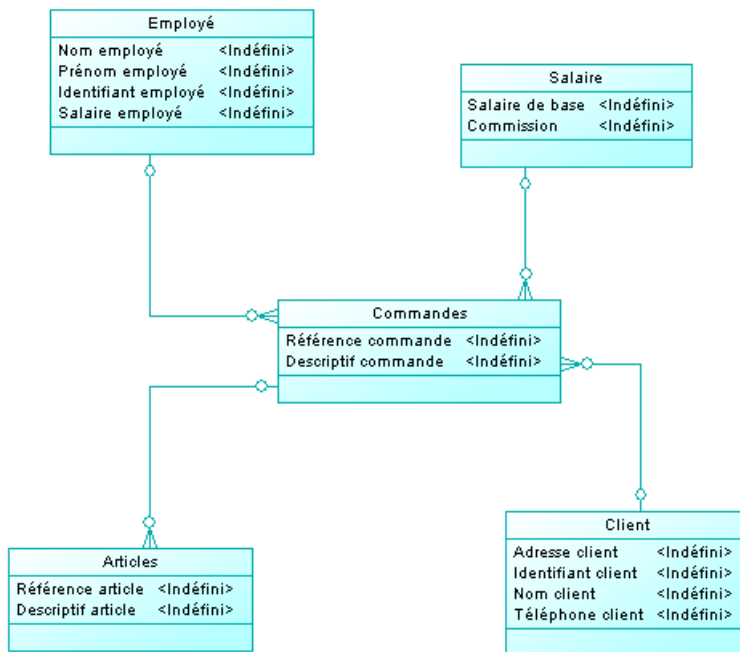 Employé
Nom employé <Indéfini>
Prénom employé <Indéfini>
Identifiant employé <Indéfini>
Salaire employé <Indéfini>
Salaire
Salaire de base <Indéfini>
Commission <Indéfini>
Commandes
Référence commande <Indéfini>
Descriptif commande <Indéfini>
Articles
Référence article <Indéfini>
Descriptif article <Indéfini>
Client
Adresse client <Indéfini>
Identifiant client <Indéfini>
Nom client <Indéfini>
Téléphone client <Indéfini>